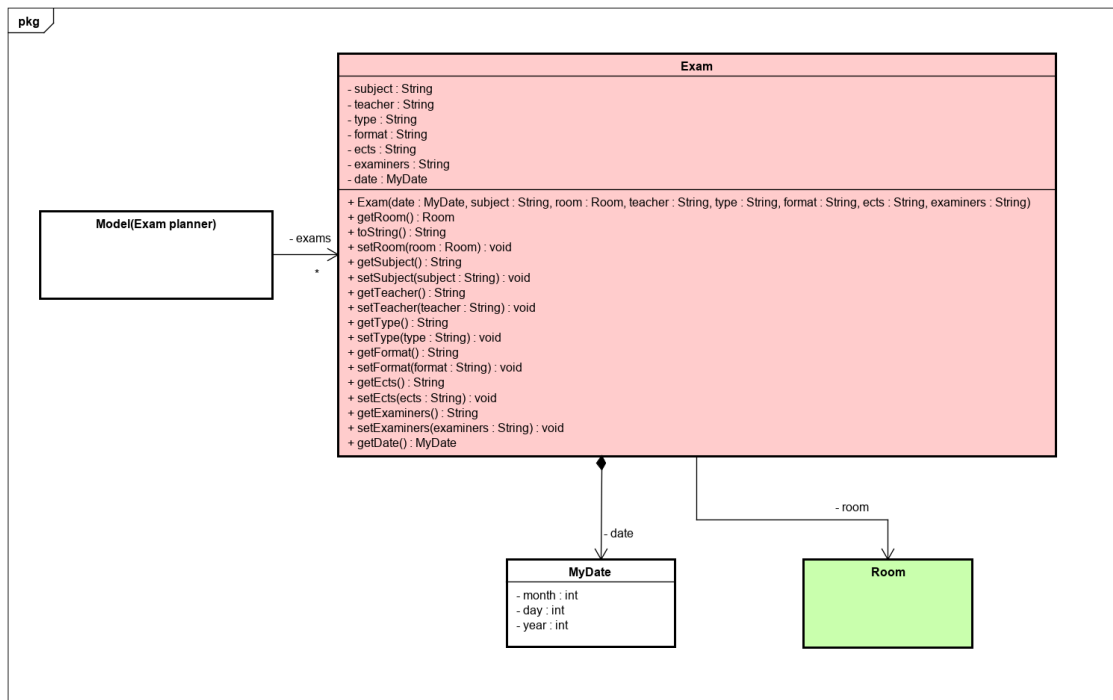 pkg
Exam
- subject : String
- teacher : String
- type : String
- format : String
- ects : String
- examiners : String
- date : MyDate
+ Exam(date : MyDate, subject : String, room : Room, teacher : String, type : String, format : String, ects : String, examiners : String)
+ getRoom() : Room
+ toString() : String
+ setRoom(room : Room) : void
+ getSubject() : String
+ setSubject(subject : String) : void
+ getTeacher() : String
+ setTeacher(teacher : String) : void
+ getType() : String
+ setType(type : String) : void
+ getFormat() : String
+ setFormat(format : String) : void
+ getEcts() : String
+ setEcts(ects : String) : void
+ getExaminers() : String
+ setExaminers(examiners : String) : void
+ getDate() : MyDate
Model(Exam planner)
- exams
*
- date
- room
MyDate
- month : int
- day : int
- year : int
Room